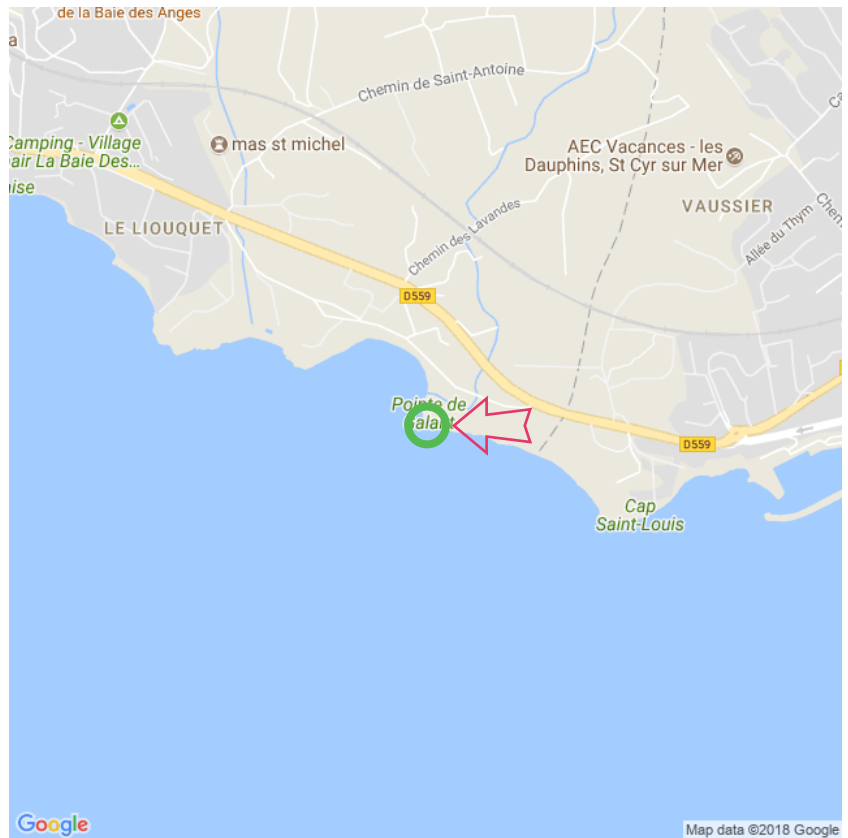 de la Baie des Anges
a
Chemin de Saint-Antoine
Camping - Village
air La Baie Des...
aise
mas st michel
AEC Vacances - les
Dauphins, St Cyr sur Mer
VAUSSIER
Allée du Thym
LE LIOUQUET
Chemin des Lavandes
D559
Pointe de
D559
Cap
Saint-Louis
Google
Map data ©2018 Google